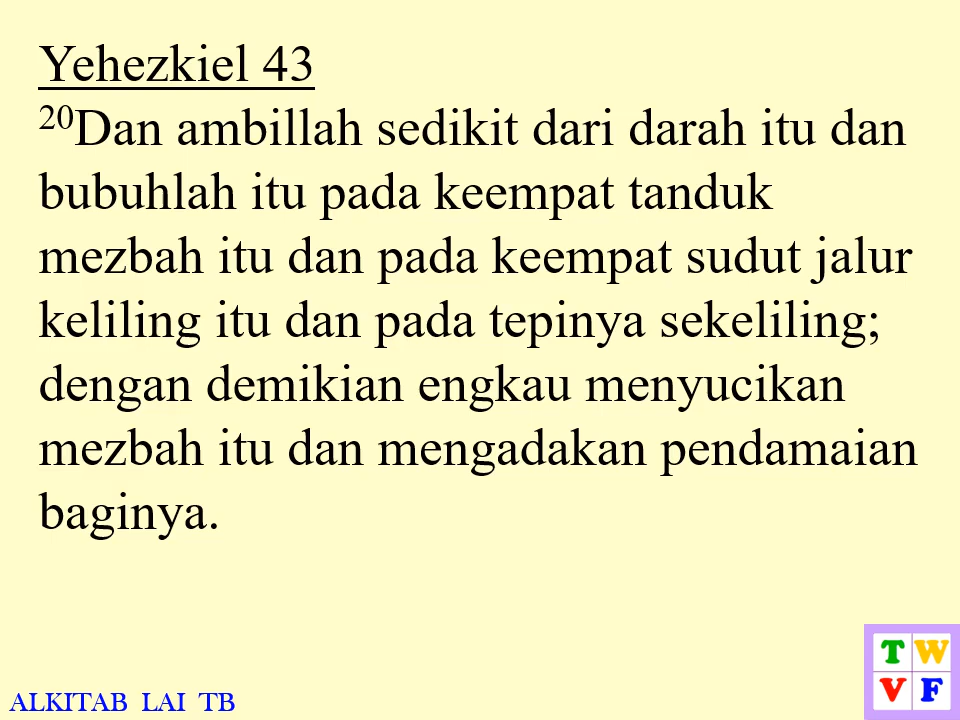 Yehezkiel 43
20Dan ambillah sedikit dari darah itu dan
bubuhlah itu pada keempat tanduk
mezbah itu dan pada keempat sudut jalur
keliling itu dan pada tepinya sekeliling;
dengan demikian engkau menyucikan
mezbah itu dan mengadakan pendamaian
baginya.
T W
V F
ALKITAB LAI TB